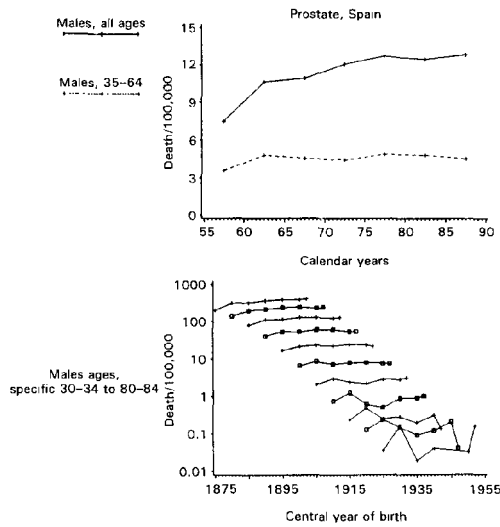 Prostate, Spain
Males, all ages
Males, 35–64
Death/100,000
15
12
9
6
3
0
55 60 65 70 75 80 85 90
Calendar years
Males ages,
specific 30–34 to 80–84
Death/100,000
1000
100
10
1
0.1
0.01
1875 1895 1915 1935 1955
Central year of birth